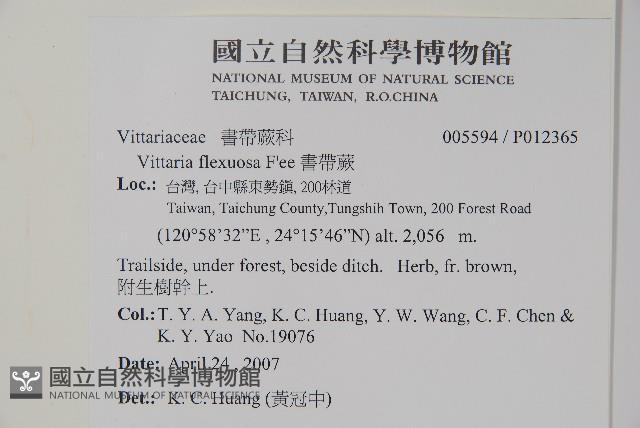 國立自然科學博物館
NATIONAL MUSEUM OF NATURAL SCIENCE
TAICHUNG, TAIWAN, R.O.CHINA
Vittariaceae 書帶蕨科 005594 / P012365
Vittaria flexuosa F'ee 書帶蕨
Loc.: 台灣, 台中縣東勢鎮, 200林道
Taiwan, Taichung County,Tungshih Town, 200 Forest Road
(120°58’32”E , 24°15’46”N) alt. 2,056 m.
Trailside, under forest, beside ditch. Herb, fr. brown,
附生樹幹上.
Col.: T. Y. A. Yang, K. C. Huang, Y. W. Wang, C. F. Chen &
K. Y. Yao No.19076
Date: April 24 , 2007
國立自然科學博物館
NATIONAL MUSEUM OF NATURAL SCIENCE
Det.: K. C. Huang (黃冠中)